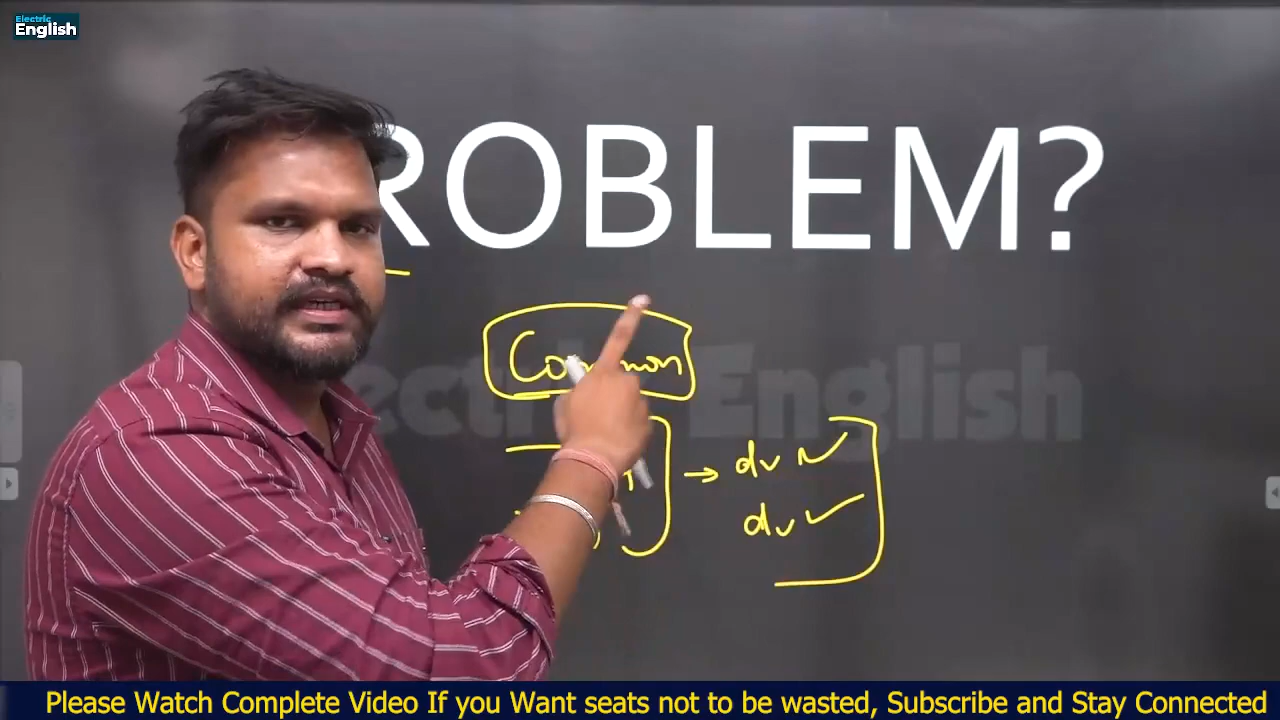 Electric
English
ROBLEM?
Common
Electric English
dv
dv
Please Watch Complete Video If you Want seats not to be wasted, Subscribe and Stay Connected